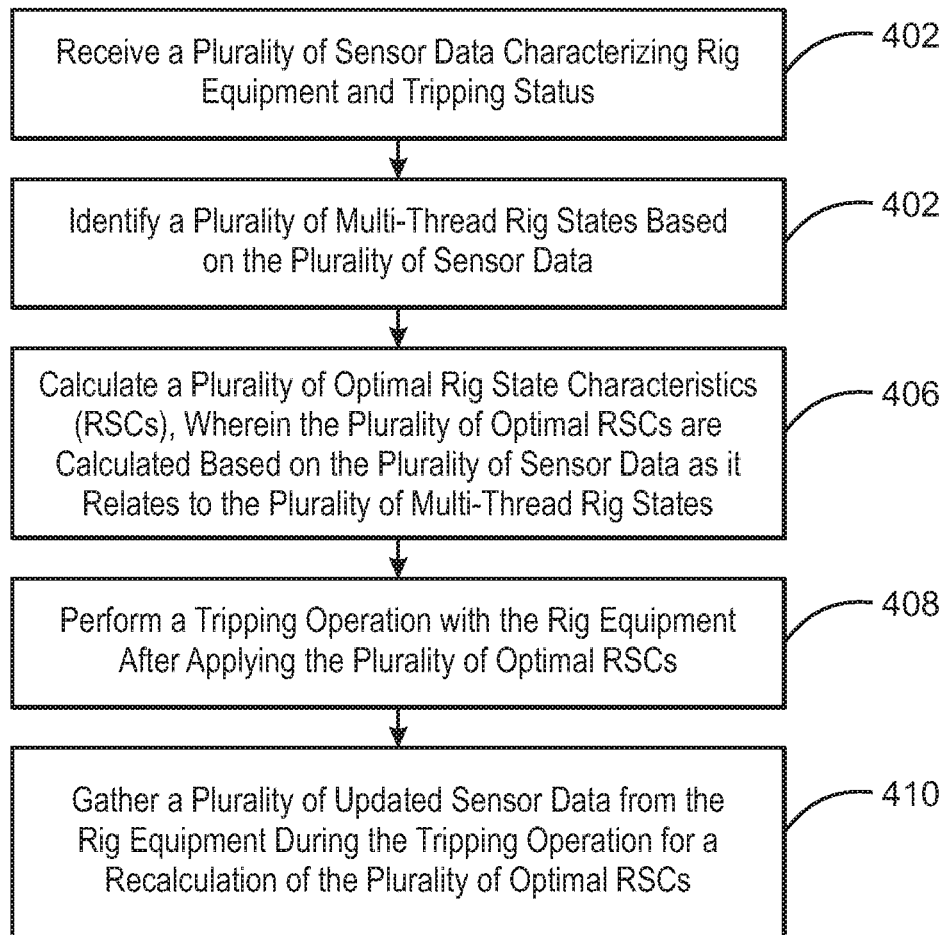 Receive a Plurality of Sensor Data Characterizing Rig
Equipment and Tripping Status
402
Identify a Plurality of Multi-Thread Rig States Based
on the Plurality of Sensor Data
402
Calculate a Plurality of Optimal Rig State Characteristics
(RSCs), Wherein the Plurality of Optimal RSCs are
Calculated Based on the Plurality of Sensor Data as it
Relates to the Plurality of Multi-Thread Rig States
406
Perform a Tripping Operation with the Rig Equipment
After Applying the Plurality of Optimal RSCs
408
Gather a Plurality of Updated Sensor Data from the
Rig Equipment During the Tripping Operation for a
Recalculation of the Plurality of Optimal RSCs
410